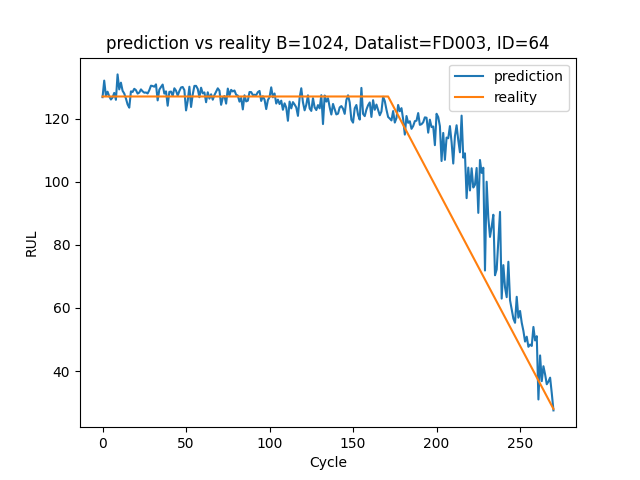 prediction vs reality B=1024, Datalist=FD003, ID=64
prediction
reality
RUL
120
100
80
60
40
0
50
100
150
200
250
Cycle